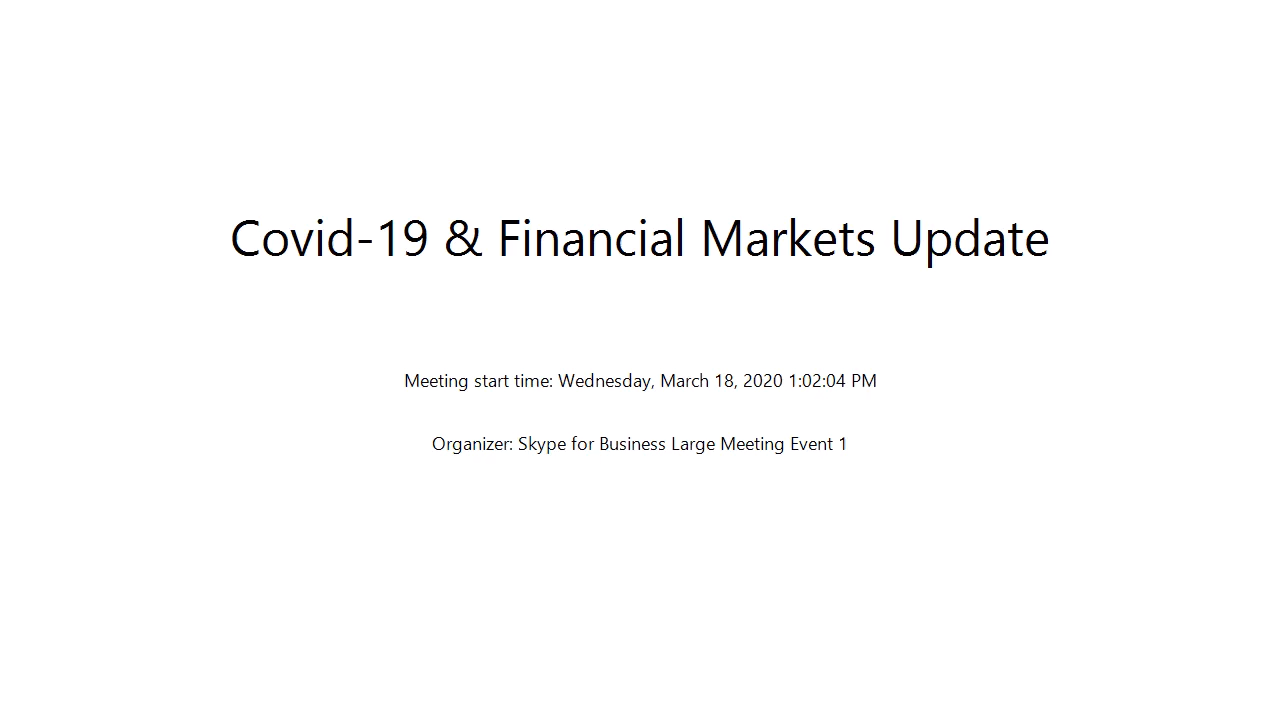 Covid-19 & Financial Markets Update
Meeting start time: Wednesday, March 18, 2020 1:02:04 PM
Organizer: Skype for Business Large Meeting Event 1